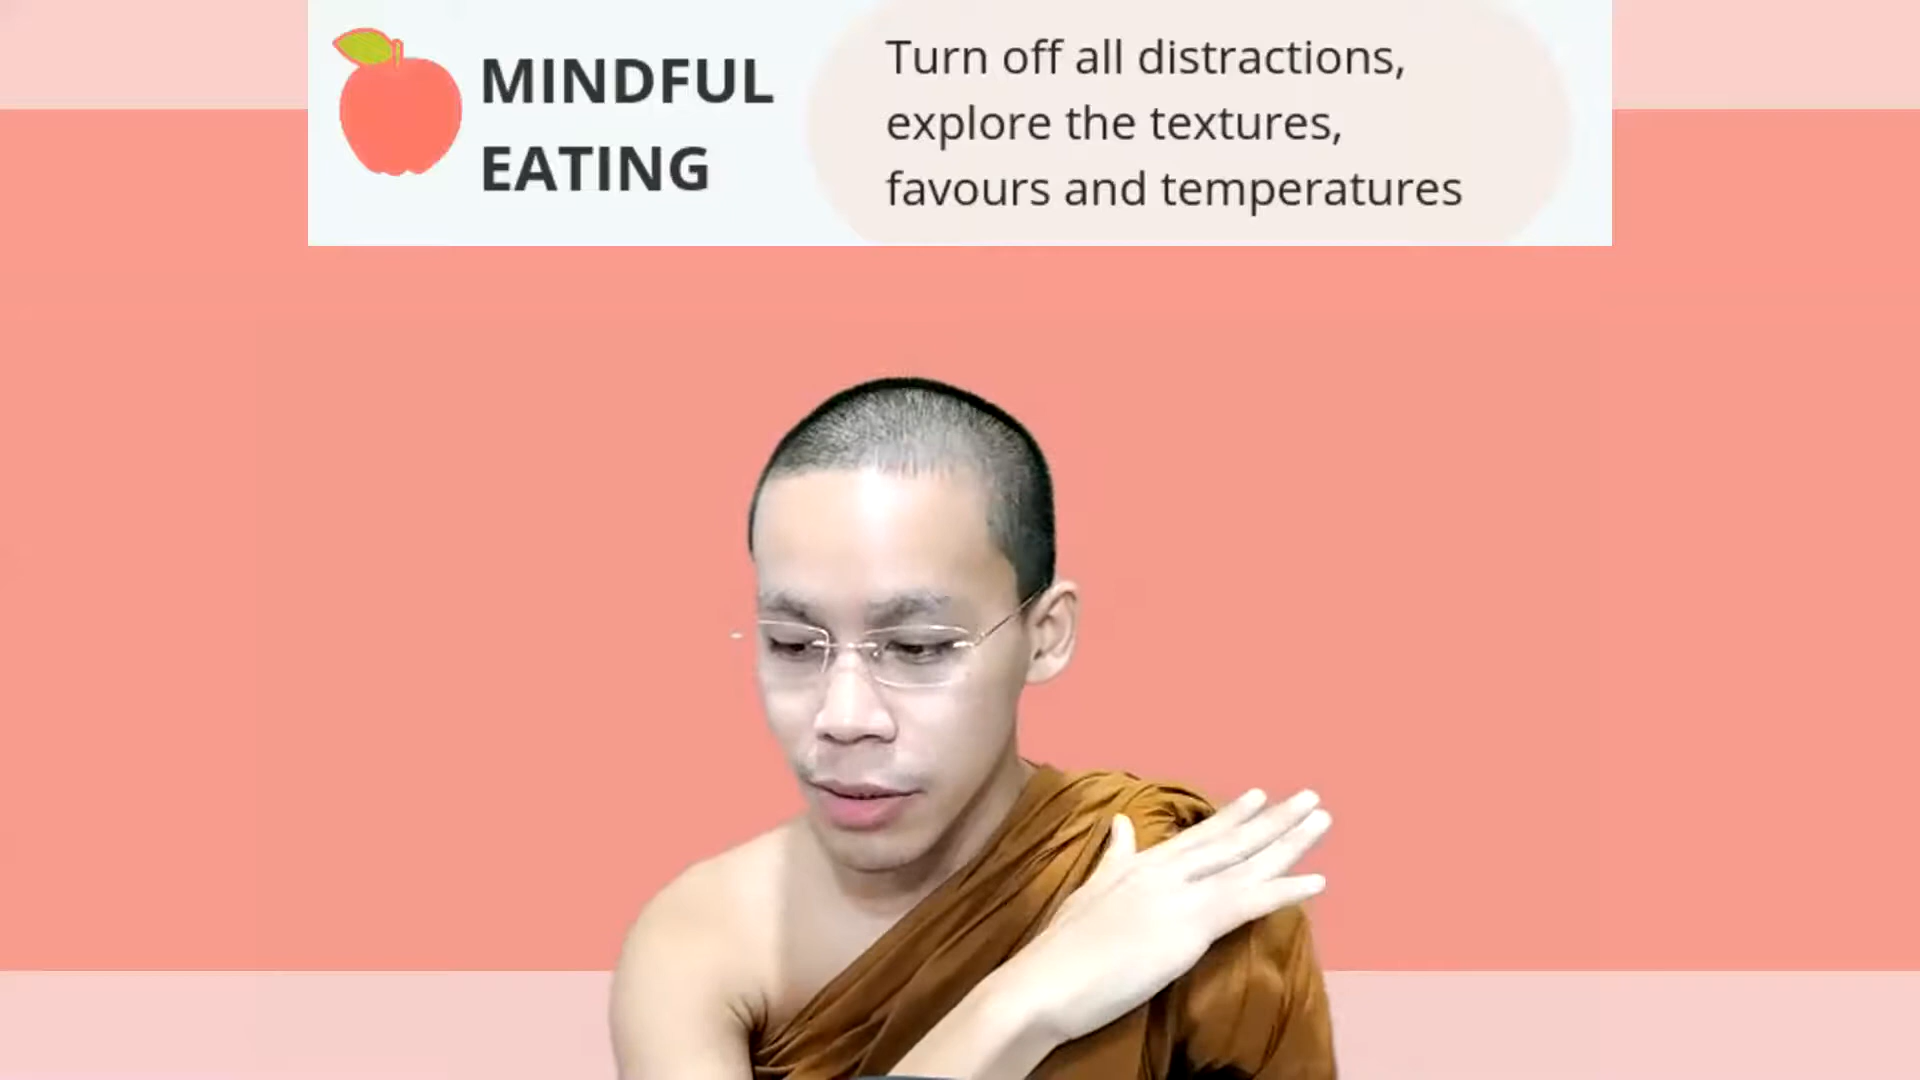 MINDFUL
EATING
Turn off all distractions,
explore the textures,
favours and temperatures